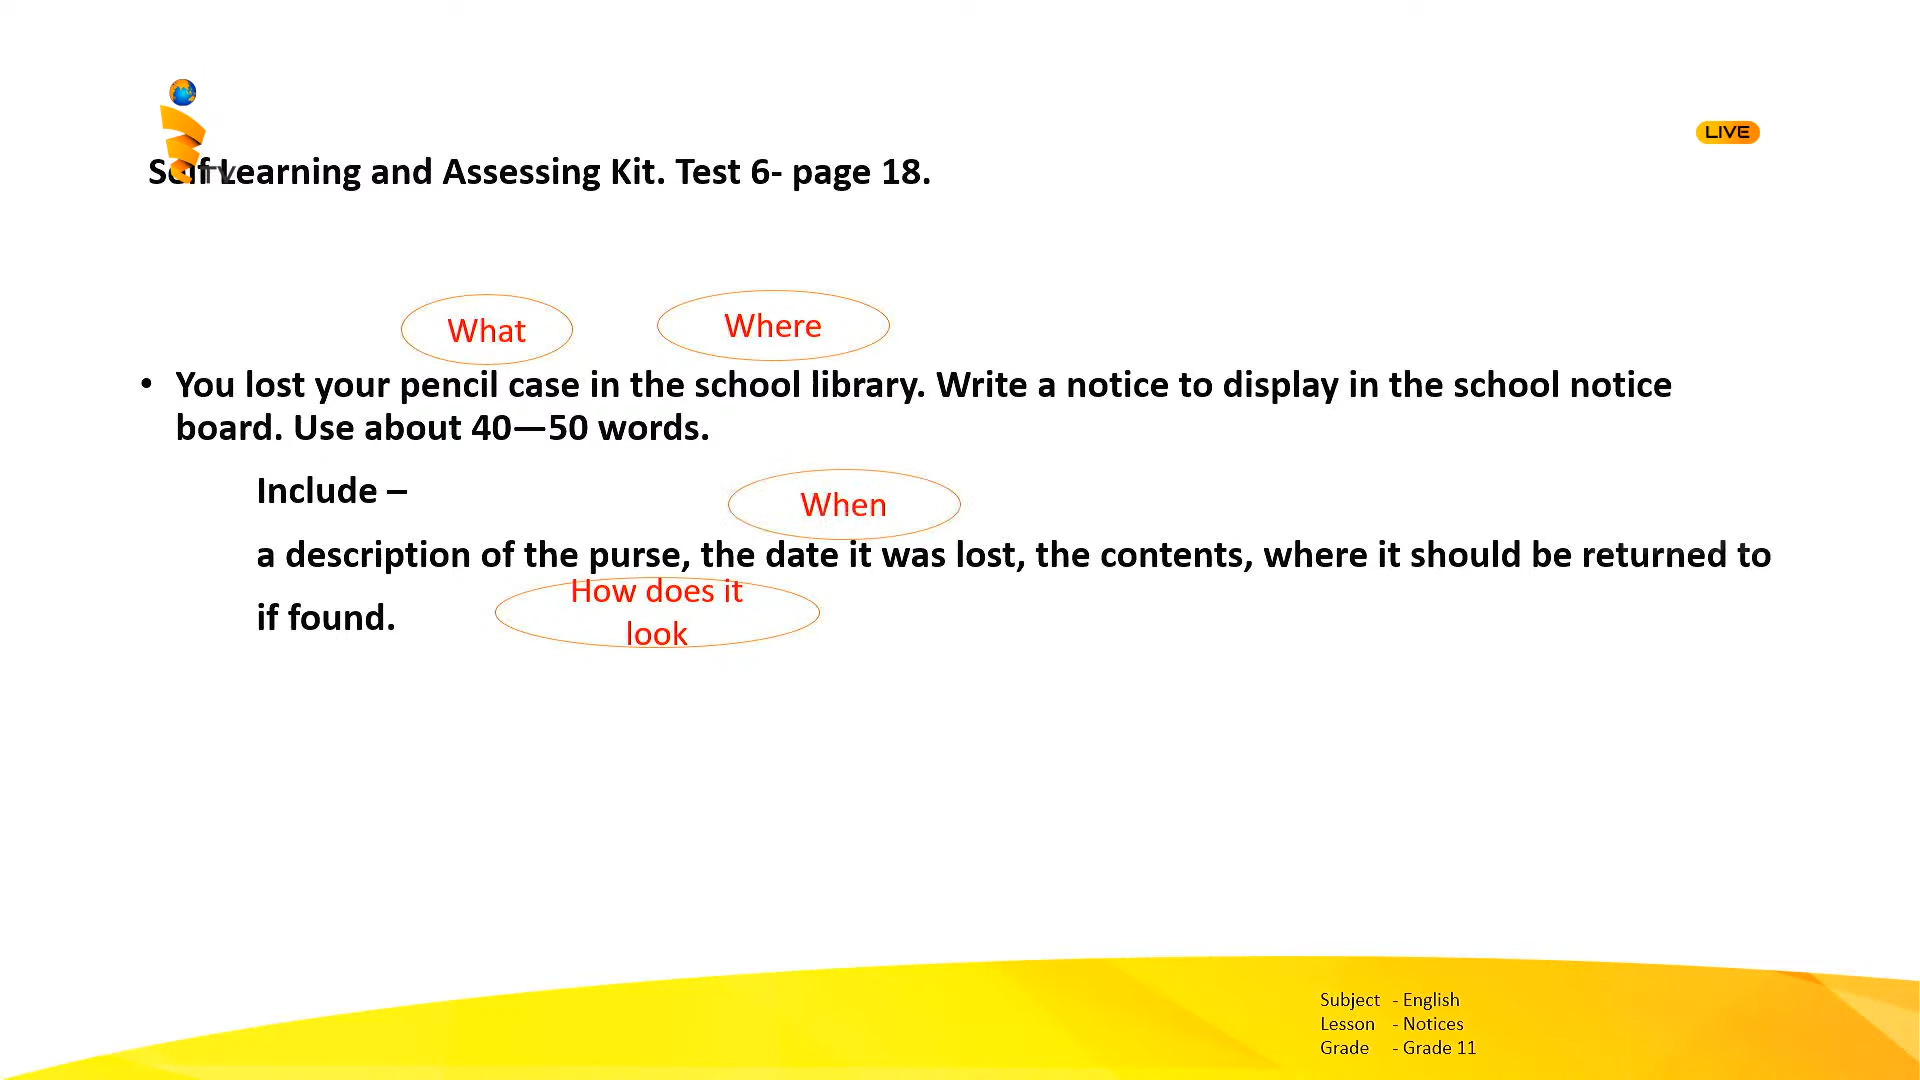 LIVE
TV
Self Learning and Assessing Kit. Test 6- page 18.
What
Where
• You lost your pencil case in the school library. Write a notice to display in the school notice
board. Use about 40—50 words.
Include –
When
a description of the purse, the date it was lost, the contents, where it should be returned to
How does it
look
if found.
Subject - English
Lesson - Notices
Grade - Grade 11